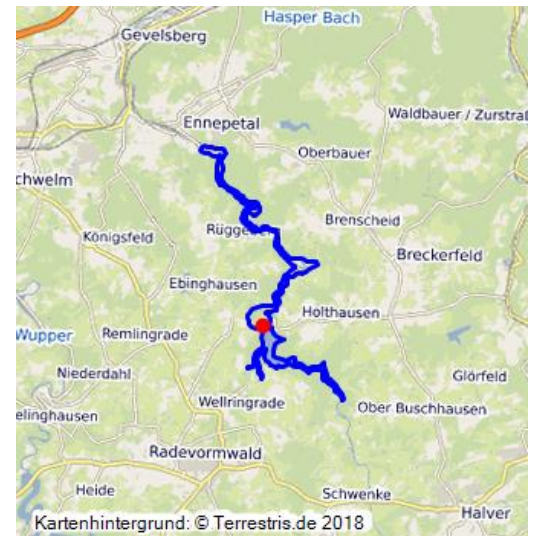 Hasper Bach
Gevelsberg
Waldbauer / Zurstraß
Ennepetal
Oberbauer
chwelm
Brenscheid
Rüggeber
Königsfeld
Breckerfeld
Ebinghausen
Holthausen
Wupper
Remlingrade
Niederdahl
Glörfeld
Wellringrade
Ober Buschhausen
elinghausen
Radevormwald
Heide
Schwenke
Halver
Kartenhintergrund: © Terrestris.de 2018